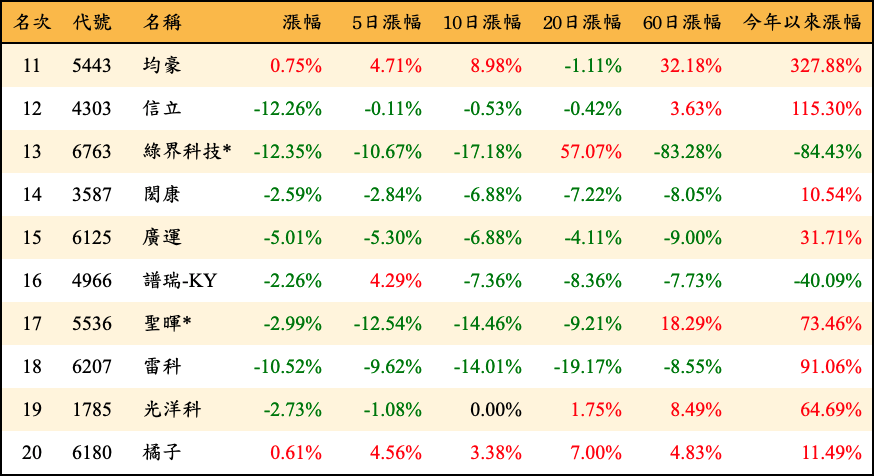 名次 代號 名稱 漲幅 5日漲幅 10日漲幅 20日漲幅 60日漲幅 今年以來漲幅
11 5443 均豪 0.75% 4.71% 8.98% -1.11% 32.18% 327.88%
12 4303 信立 -12.26% -0.11% -0.53% -0.42% 3.63% 115.30%
13 6763 綠界科技* -12.35% -10.67% -17.18% 57.07% -83.28% -84.43%
14 3587 閎康 -2.59% -2.84% -6.88% -7.22% -8.05% 10.54%
15 6125 廣運 -5.01% -5.30% -6.88% -4.11% -9.00% 31.71%
16 4966 譜瑞-KY -2.26% 4.29% -7.36% -8.36% -7.73% -40.09%
17 5536 聖暉* -2.99% -12.54% -14.46% -9.21% 18.29% 73.46%
18 6207 雷科 -10.52% -9.62% -14.01% -19.17% -8.55% 91.06%
19 1785 光洋科 -2.73% -1.08% 0.00% 1.75% 8.49% 64.69%
20 6180 橘子 0.61% 4.56% 3.38% 7.00% 4.83% 11.49%